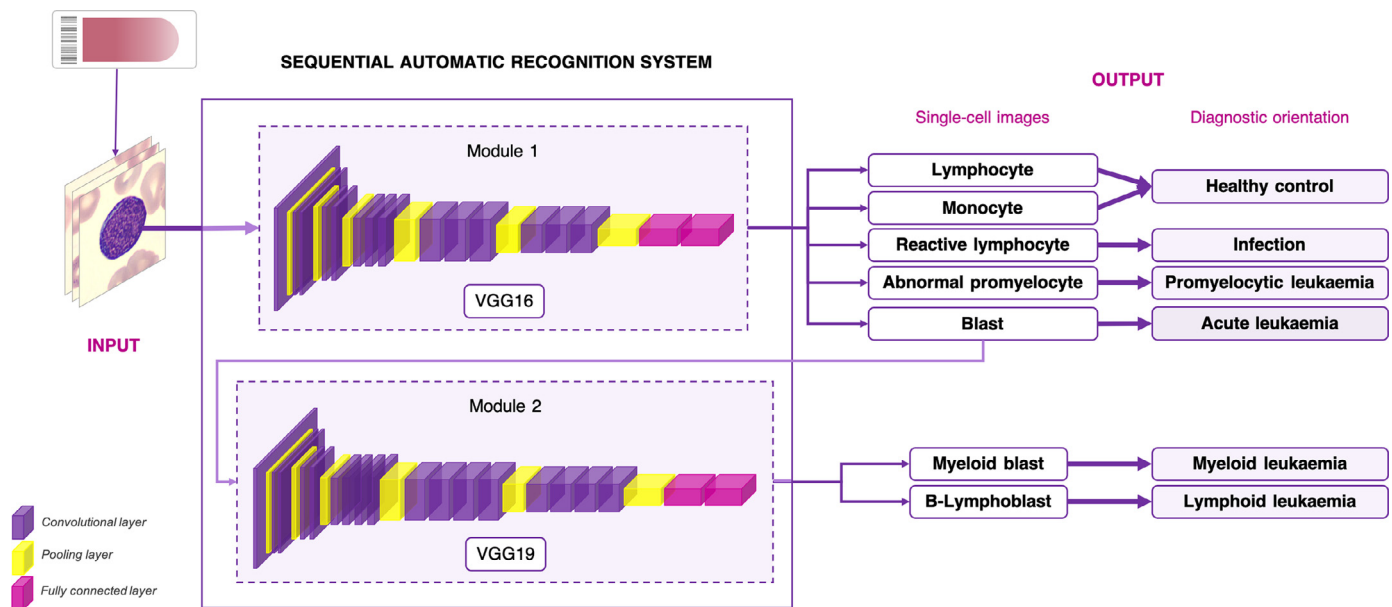 SEQUENTIAL AUTOMATIC RECOGNITION SYSTEM
OUTPUT
Single-cell images
Diagnostic orientation
Module 1
Lymphocyte
Healthy control
Monocyte
Reactive lymphocyte
Infection
Abnormal promyelocyte
Promyelocytic leukaemia
VGG16
Blast
Acute leukaemia
INPUT
Module 2
Myeloid blast
Myeloid leukaemia
B-Lymphoblast
Lymphoid leukaemia
VGG19
Convolutional layer
Pooling layer
Fully connected layer